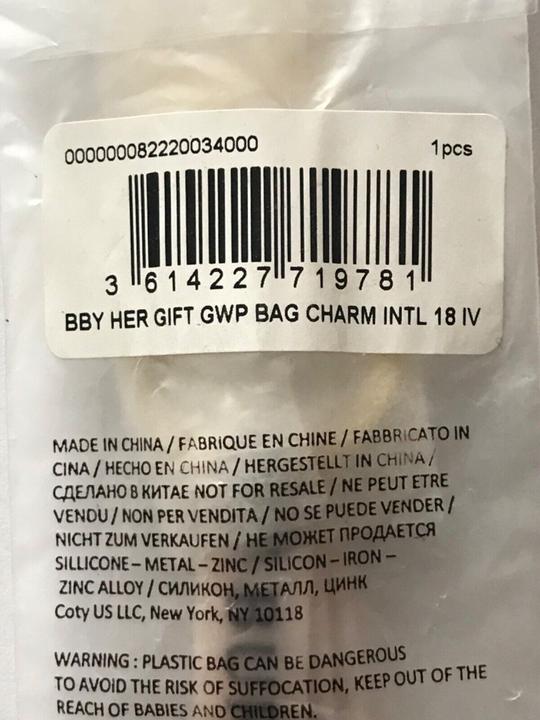 000000082220034000 1pcs
3 614227 719781
BBY HER GIFT GWP BAG CHARM INTL 18 IV
MADE IN CHINA / FABRIQUE EN CHINE / FABBRICATO IN
CINA / HECHO EN CHINA / HERGESTELLT IN CHINA /
СДЕЛАНО В КИТАЕ NOT FOR RESALE / NE PEUT ETRE
VENDU / NON PER VENDITA / NO SE PUEDE VENDER /
NICHT ZUM VERKAUFEN / НЕ МОЖЕТ ПРОДАЕТСЯ
SILLICONE – METAL – ZINC / SILICON – IRON –
ZINC ALLOY / СИЛИКОН, МЕТАЛЛ, ЦИНК
Coty US LLC, New York, NY 10118
WARNING : PLASTIC BAG CAN BE DANGEROUS
TO AVOID THE RISK OF SUFFOCATION, KEEP OUT OF THE
REACH OF BABIES AND CHILDREN.